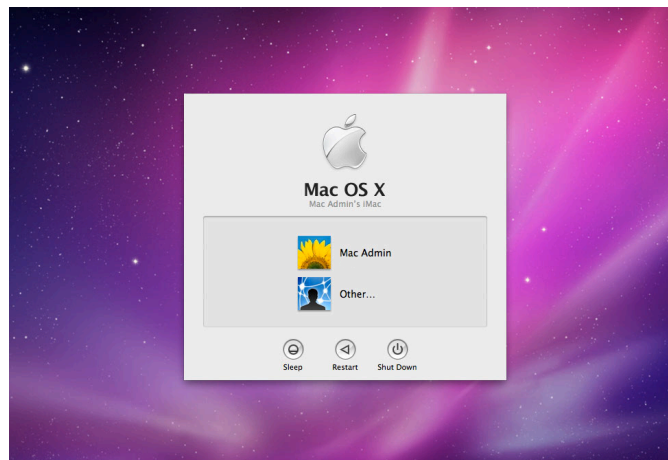 Mac OS X
Mac Admin's iMac
Mac Admin
Other...
Sleep Restart Shut Down